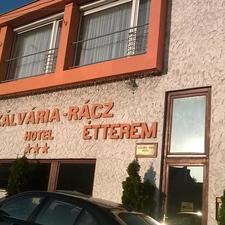 KÁLVÁRIA-RÁCZ
HOTEL ÉTTEREM
★★★